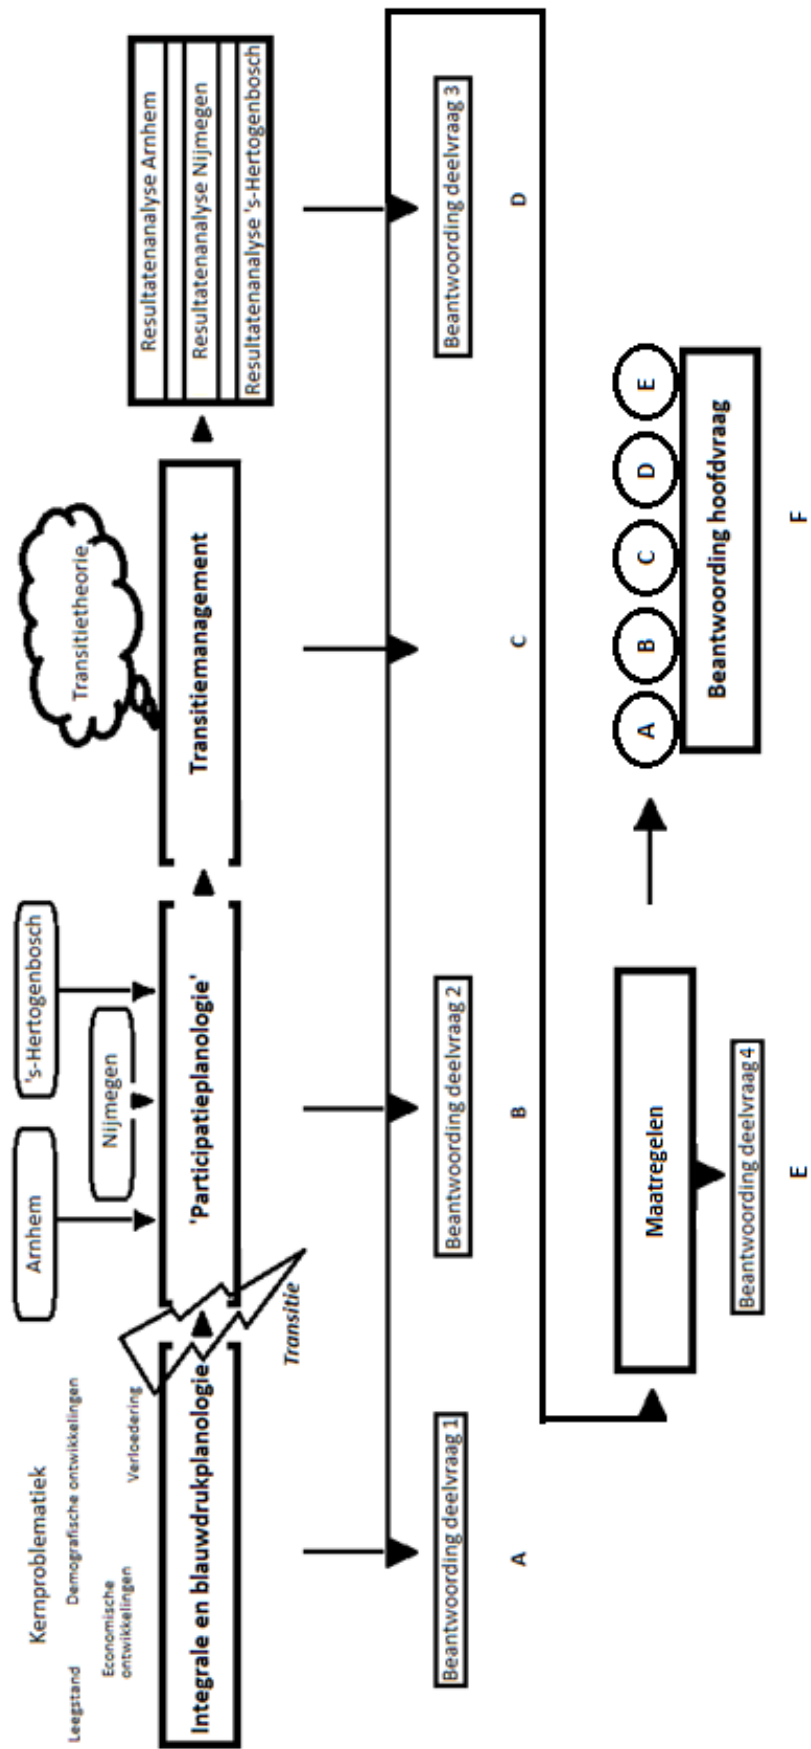 Kernproblematiek
Leegstand
Demografische ontwikkelingen
Economische
ontwikkelingen
Verloedering
Arnhem
Nijmegen
's-Hertogenbosch
Transitietheorie
Integrale en blauwdrukplanologie
Transitie
'Participatieplanologie'
Transitiemanagement
Resultatenanalyse Arnhem
Resultatenanalyse Nijmegen
Resultatenanalyse 's-Hertogenbosch
Beantwoording deelvraag 1
Beantwoording deelvraag 2
Beantwoording deelvraag 3
A
B
C
D
Maatregelen
Beantwoording deelvraag 4
E
A
B
C
D
E
Beantwoording hoofdvraag
F